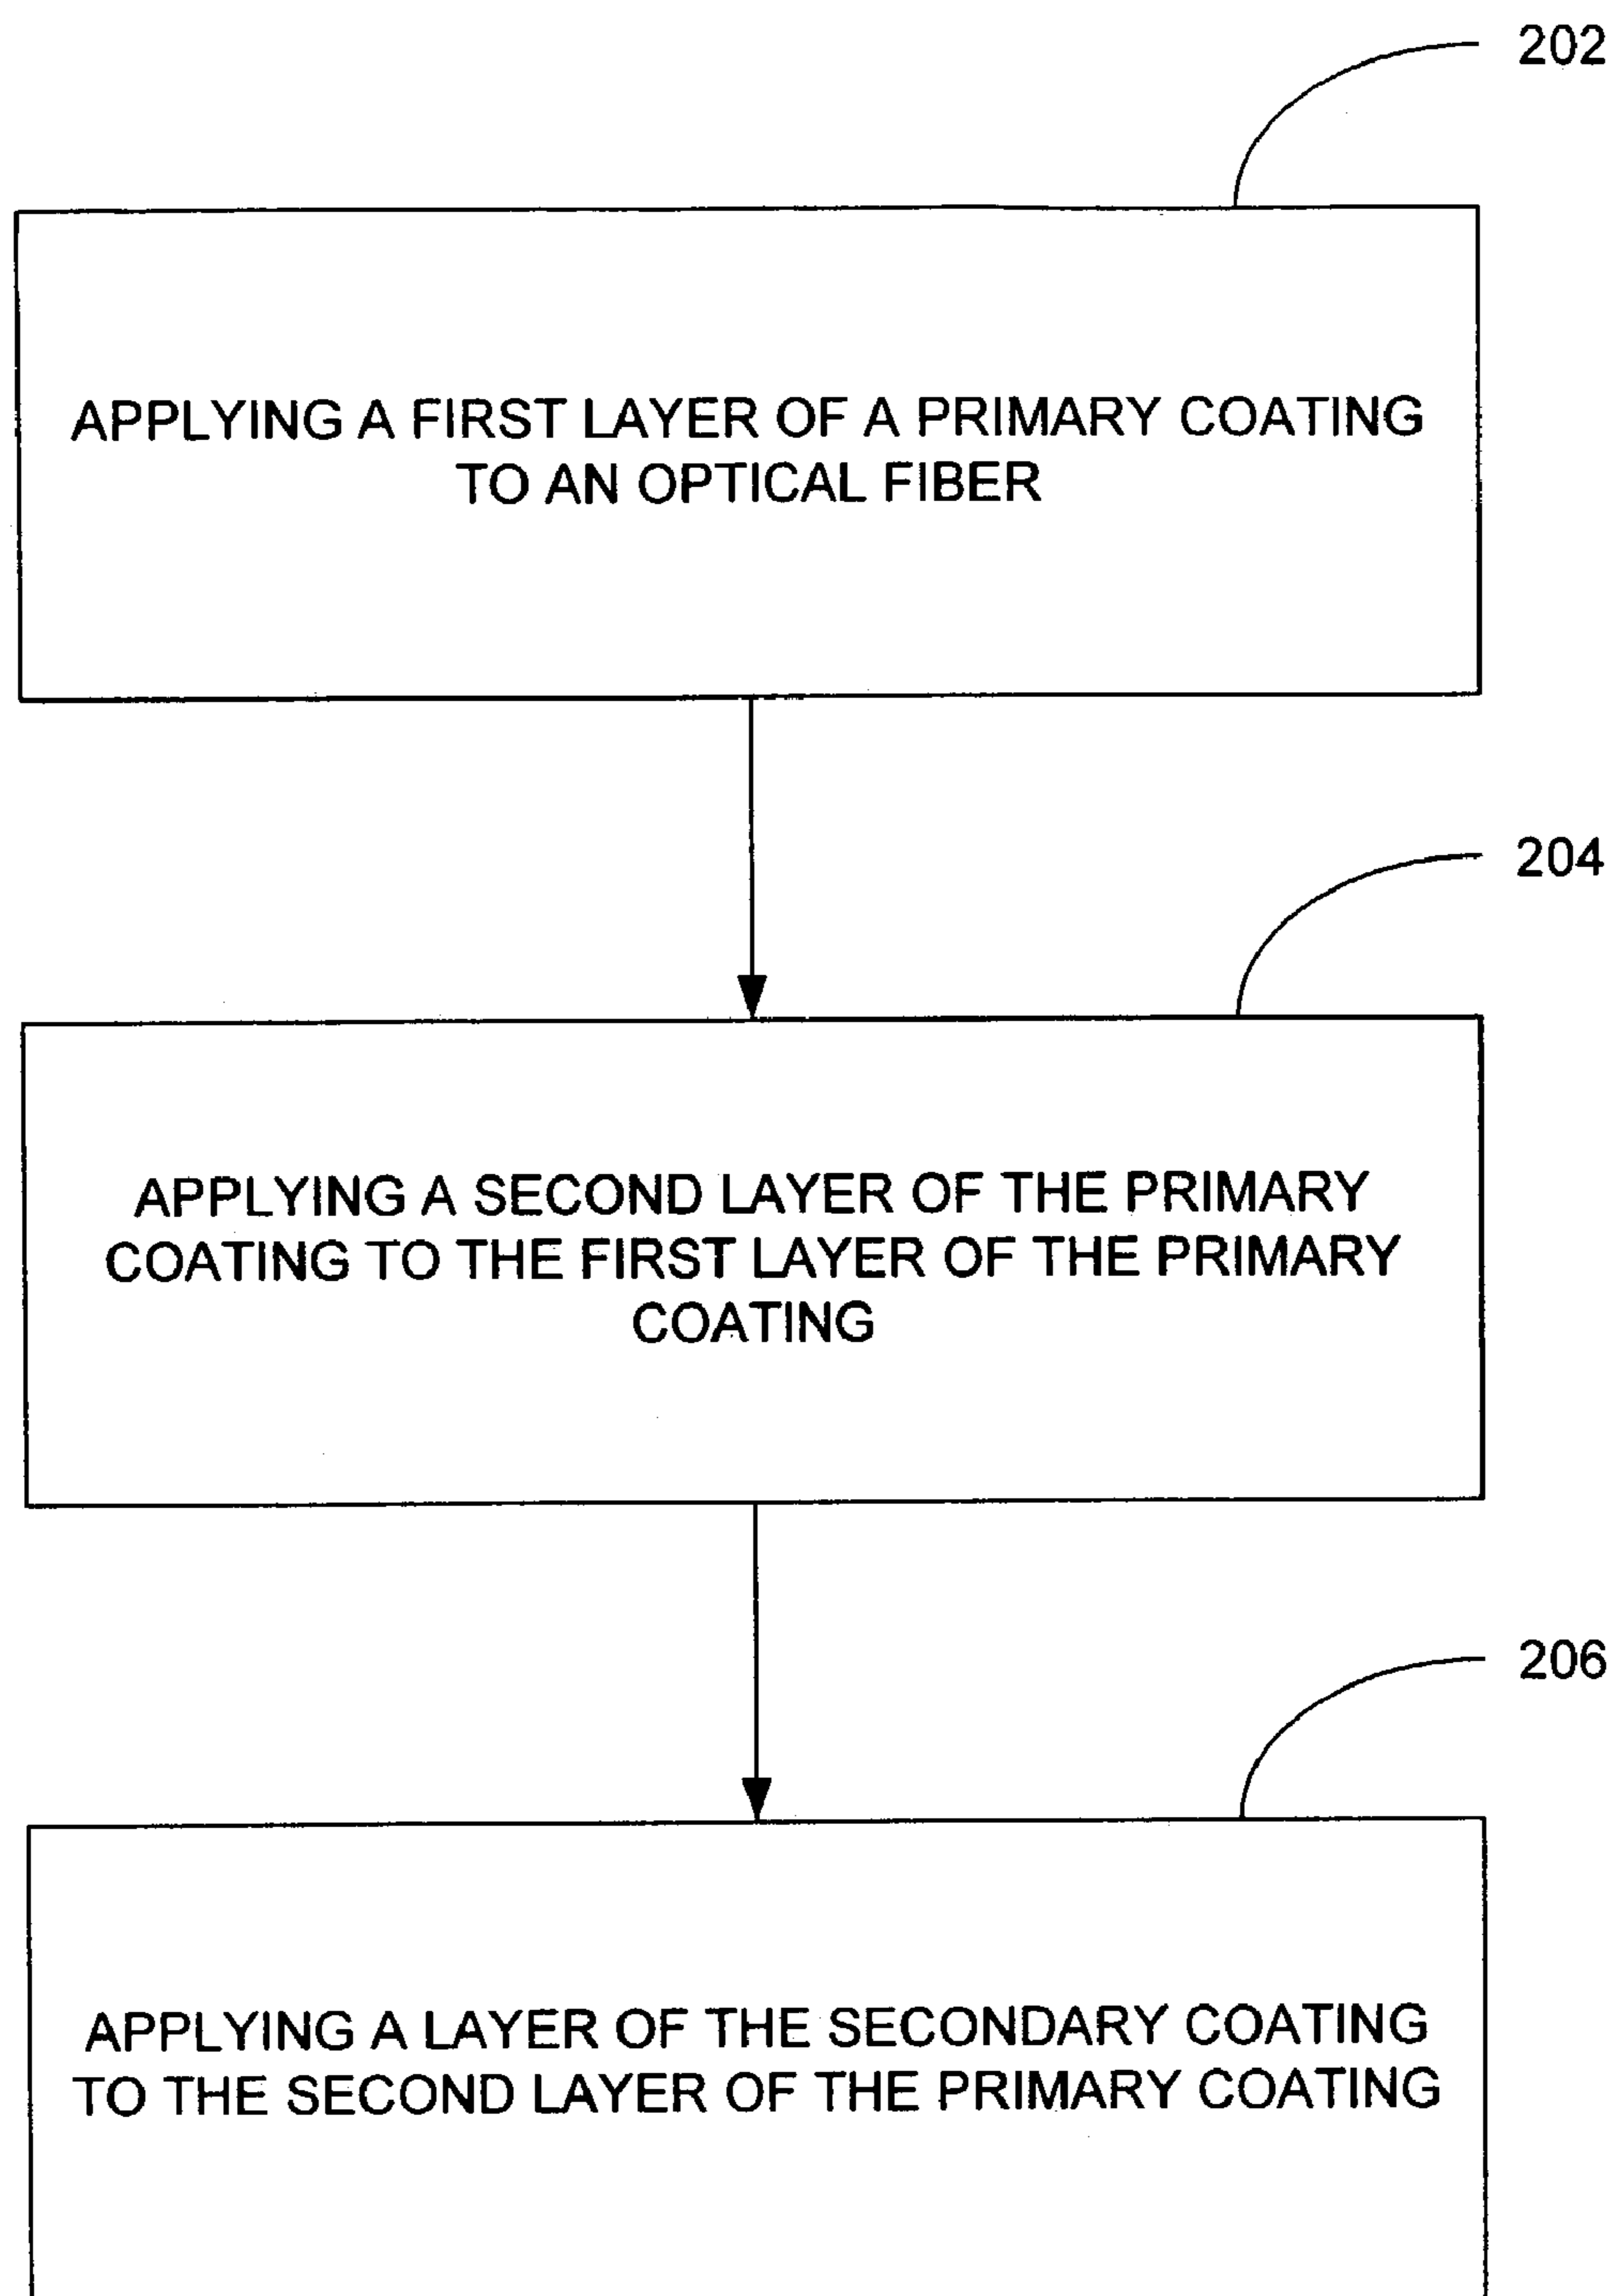 202
APPLYING A FIRST LAYER OF A PRIMARY COATING
TO AN OPTICAL FIBER
204
APPLYING A SECOND LAYER OF THE PRIMARY
COATING TO THE FIRST LAYER OF THE PRIMARY
COATING
206
APPLYING A LAYER OF THE SECONDARY COATING
TO THE SECOND LAYER OF THE PRIMARY COATING